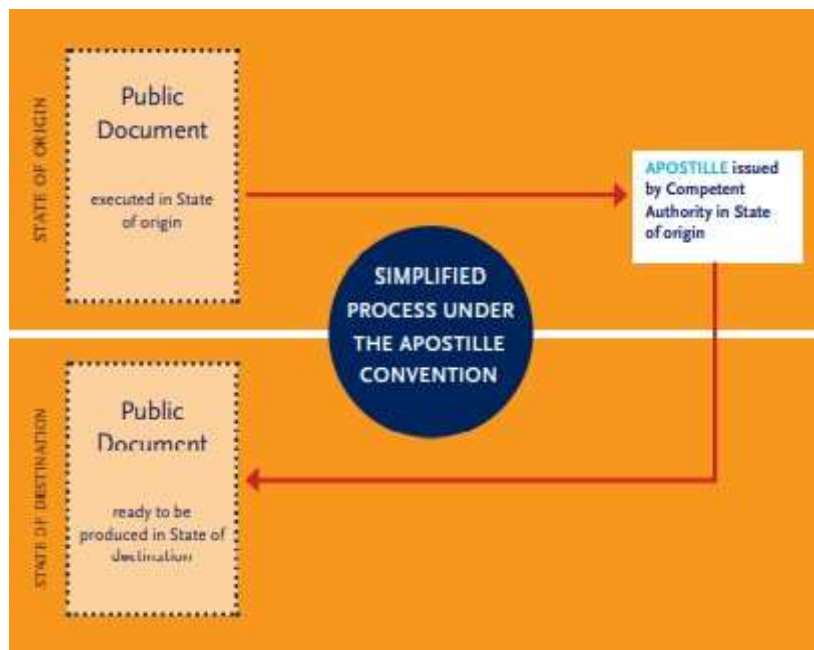 STATE OF ORIGIN
Public
Document
executed in State
of origin
APOSTILLE issued
by Competent
Authority in State
of origin
SIMPLIFIED
PROCESS UNDER
THE APOSTILLE
CONVENTION
STATE OF DESTINATION
Public
Document
ready to be
produced in State of
destination